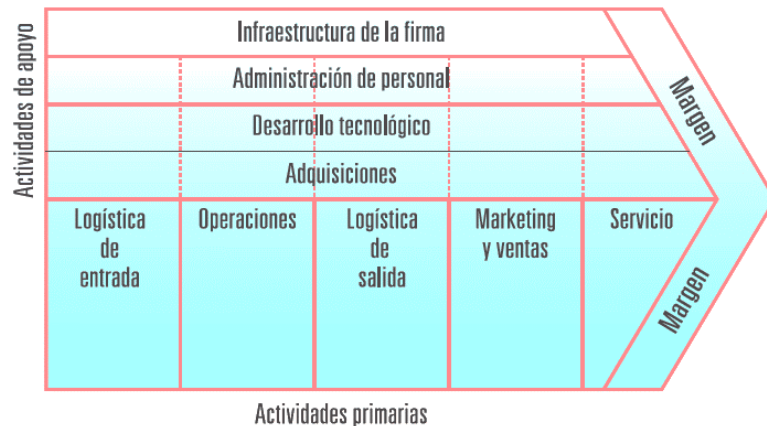 Actividades de apoyo
Infraestructura de la firma
Administración de personal
Desarrollo tecnológico
Adquisiciones
Margen
Logística
de
entrada
Operaciones
Logística
de
salida
Marketing
y ventas
Servicio
Margen
Actividades primarias